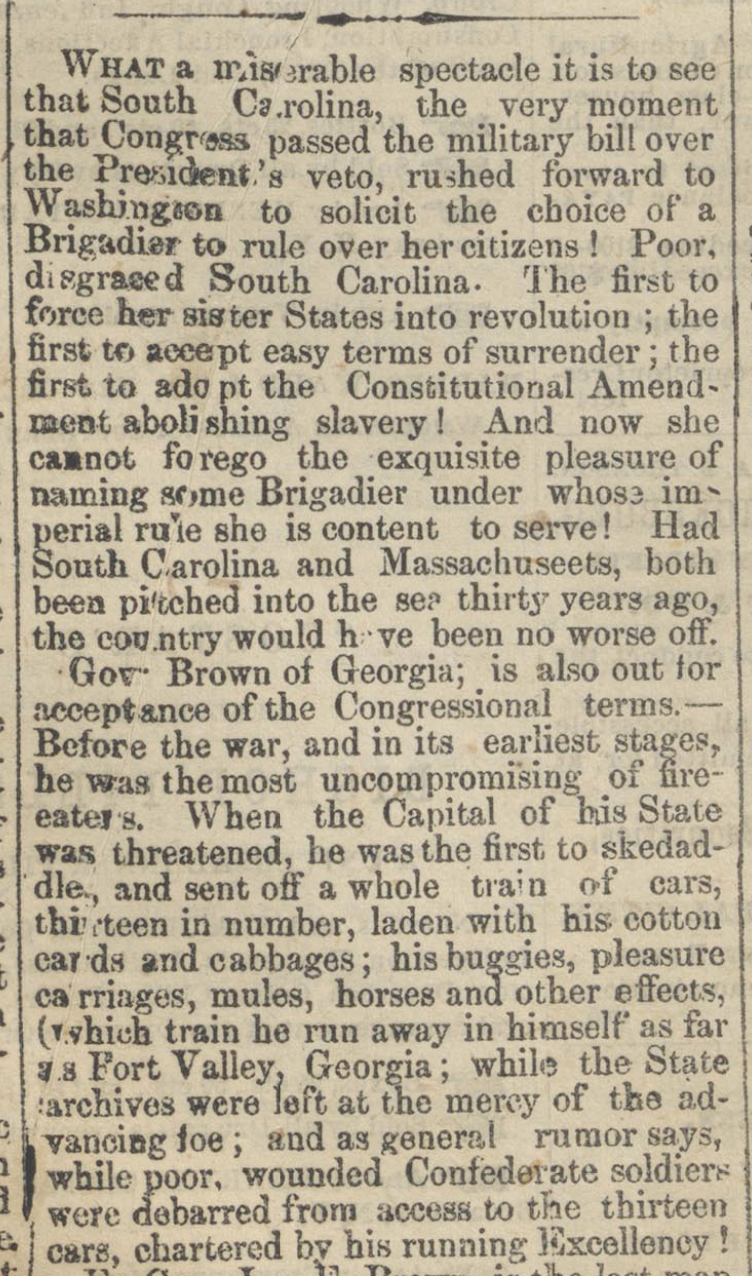 WHAT a miserable spectacle it is to see
that South Carolina, the very moment
that Congress passed the military bill over
the President's veto, rushed forward to
Washington to solicit the choice of a
Brigadier to rule over her citizens! Poor,
disgraced South Carolina. The first to
force her sister States into revolution; the
first to accept easy terms of surrender; the
first to adopt the Constitutional Amend-
ment abolishing slavery! And now she
cannot forego the exquisite pleasure of
naming some Brigadier under whose im-
perial rule she is content to serve! Had
South Carolina and Massachuseets, both
been pitched into the sea thirty years ago,
the country would have been no worse off.
Gov. Brown of Georgia; is also out for
acceptance of the Congressional terms.—
Before the war, and in its earliest stages,
he was the most uncompromising of fire-
eaters. When the Capital of his State
was threatened, he was the first to skedad-
dle, and sent off a whole train of cars,
thirteen in number, laden with his cotton
cards and cabbages; his buggies, pleasure
carriages, mules, horses and other effects,
(which train he run away in himself as far
as Fort Valley, Georgia; while the State
archives were left at the mercy of the ad-
vancing foe; and as general rumor says,
while poor, wounded Confederate soldiers
were debarred from access to the thirteen
cars, chartered by his running Excellency!